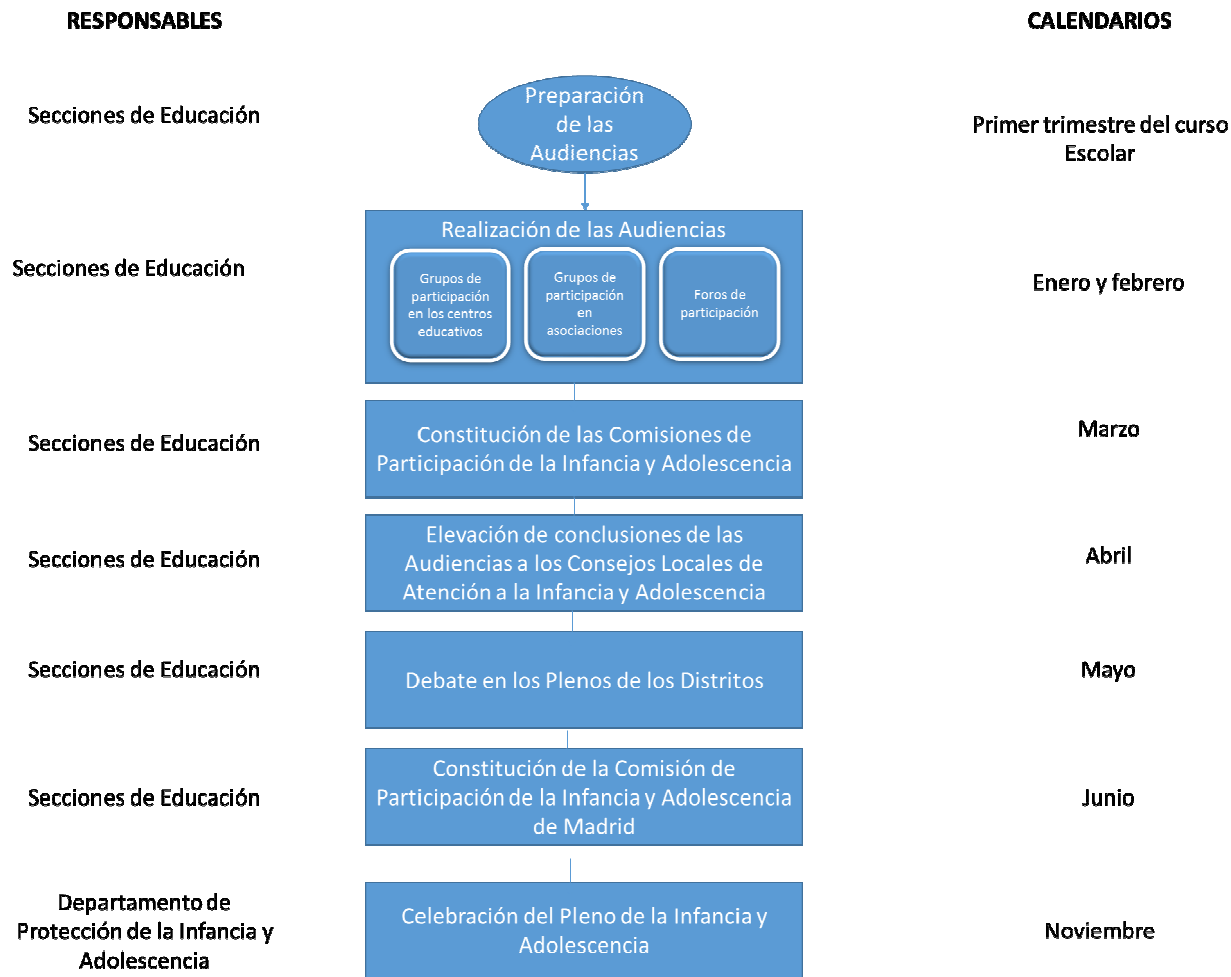 RESPONSABLES
CALENDARIOS
Secciones de Educación
Preparación
de las
Audiencias
Primer trimestre del curso
Escolar
Secciones de Educación
Realización de las Audiencias
Grupos de
participación
en los centros
educativos
Grupos de
participación
en
asociaciones
Foros de
participación
Enero y febrero
Secciones de Educación
Constitución de las Comisiones de
Participación de la Infancia y Adolescencia
Marzo
Secciones de Educación
Elevación de conclusiones de las
Audiencias a los Consejos Locales de
Atención a la Infancia y Adolescencia
Abril
Secciones de Educación
Debate en los Plenos de los Distritos
Mayo
Secciones de Educación
Constitución de la Comisión de
Participación de la Infancia y Adolescencia
de Madrid
Junio
Departamento de
Protección de la Infancia y
Adolescencia
Celebración del Pleno de la Infancia y
Adolescencia
Noviembre